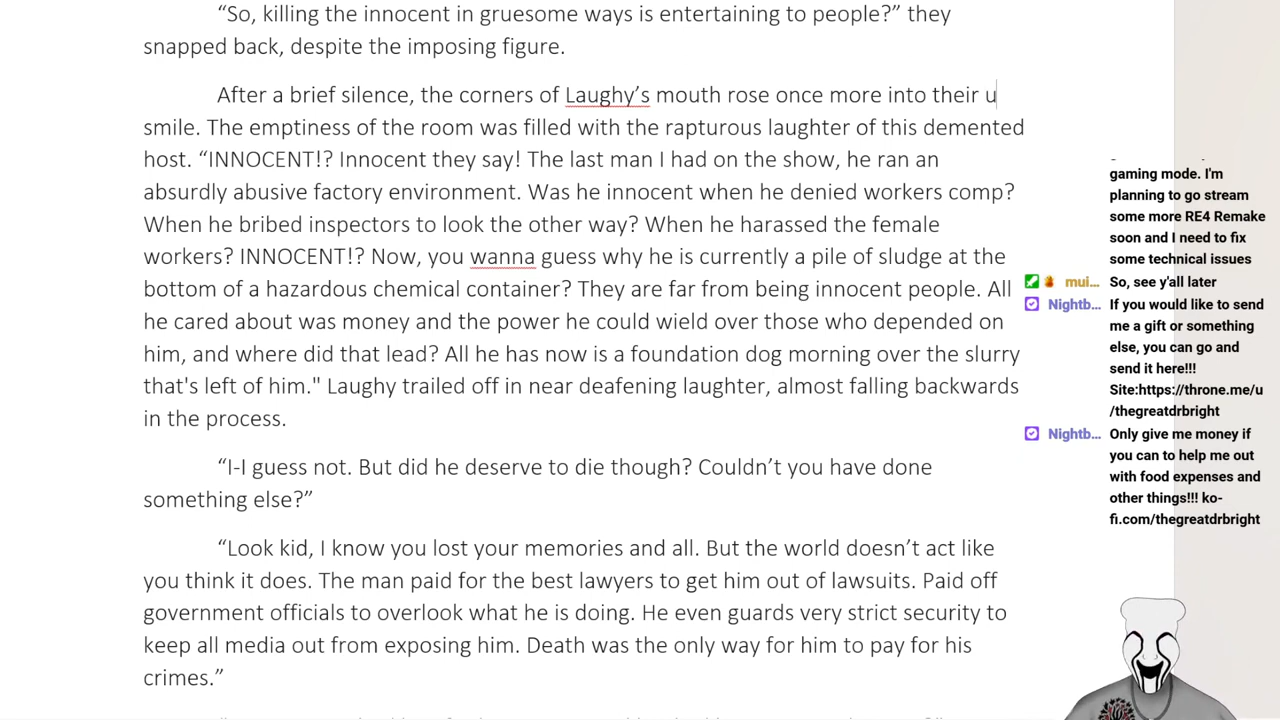 “So, killing the innocent in gruesome ways is entertaining to people?” they
snapped back, despite the imposing figure.
After a brief silence, the corners of Laughy’s mouth rose once more into their u
smile. The emptiness of the room was filled with the rapturous laughter of this demented
host. “INNOCENT!? Innocent they say! The last man I had on the show, he ran an
absurdly abusive factory environment. Was he innocent when he denied workers comp?
When he bribed inspectors to look the other way? When he harassed the female
workers? INNOCENT!? Now, you wanna guess why he is currently a pile of sludge at the
bottom of a hazardous chemical container? They are far from being innocent people. All
he cared about was money and the power he could wield over those who depended on
him, and where did that lead? All he has now is a foundation dog morning over the slurry
that's left of him." Laughy trailed off in near deafening laughter, almost falling backwards
in the process.
“I-I guess not. But did he deserve to die though? Couldn’t you have done
something else?”
“Look kid, I know you lost your memories and all. But the world doesn’t act like
you think it does. The man paid for the best lawyers to get him out of lawsuits. Paid off
government officials to overlook what he is doing. He even guards very strict security to
keep all media out from exposing him. Death was the only way for him to pay for his
crimes.”
gaming mode. I'm
planning to go stream
some more RE4 Remake
soon and I need to fix
some technical issues
mui... So, see y'all later
Nightb... If you would like to send
me a gift or something
else, you can go and
send it here!!!
Site:https://throne.me/u
/thegreatdrbright
Nightb... Only give me money if
you can to help me out
with food expenses and
other things!!! ko-
fi.com/thegreatdrbright